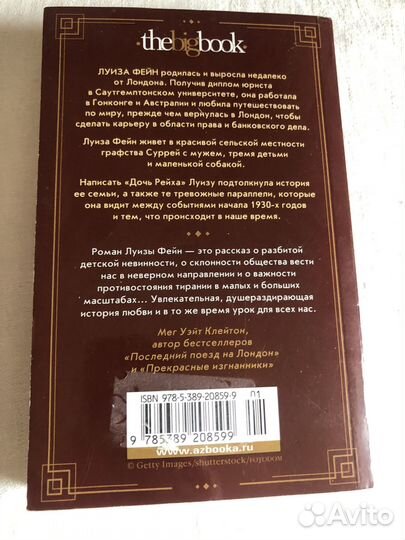 thebigbook
ЛУИЗА ФЕЙН родилась и выросла недалеко
от Лондона. Получив диплом юриста
в Саутгемптонском университете, она работала
в Гонконге и Австралии и любила путешествовать
по миру, прежде чем вернулась в Лондон, чтобы
сделать карьеру в области права и банковского дела.
Луиза Фейн живет в красивой сельской местности
графства Суррей с мужем, тремя детьми
и маленькой собакой.
Написать «Дочь Рейха» Луизу подтолкнула история
ее семьи, а также те тревожные параллели, которые
она видит между событиями начала 1930-х годов
и тем, что происходит в наше время.
Роман Луизы Фейн — это рассказ о разбитой
детской невинности, о склонности общества вести
нас в неверном направлении и о важности
противостояния тирании в малых и больших
масштабах... Увлекательная, душераздирающая
история любви и в то же время урок для всех нас.
Мег Уэйт Клейтон,
автор бестселлеров
«Последний поезд на Лондон»
и «Прекрасные изгнанники»
ISBN 978-5-389-20859-9
01
9 785389 208599
www.azbooka.ru
© Getty Images/shutterstock/FOTODOM
Avito